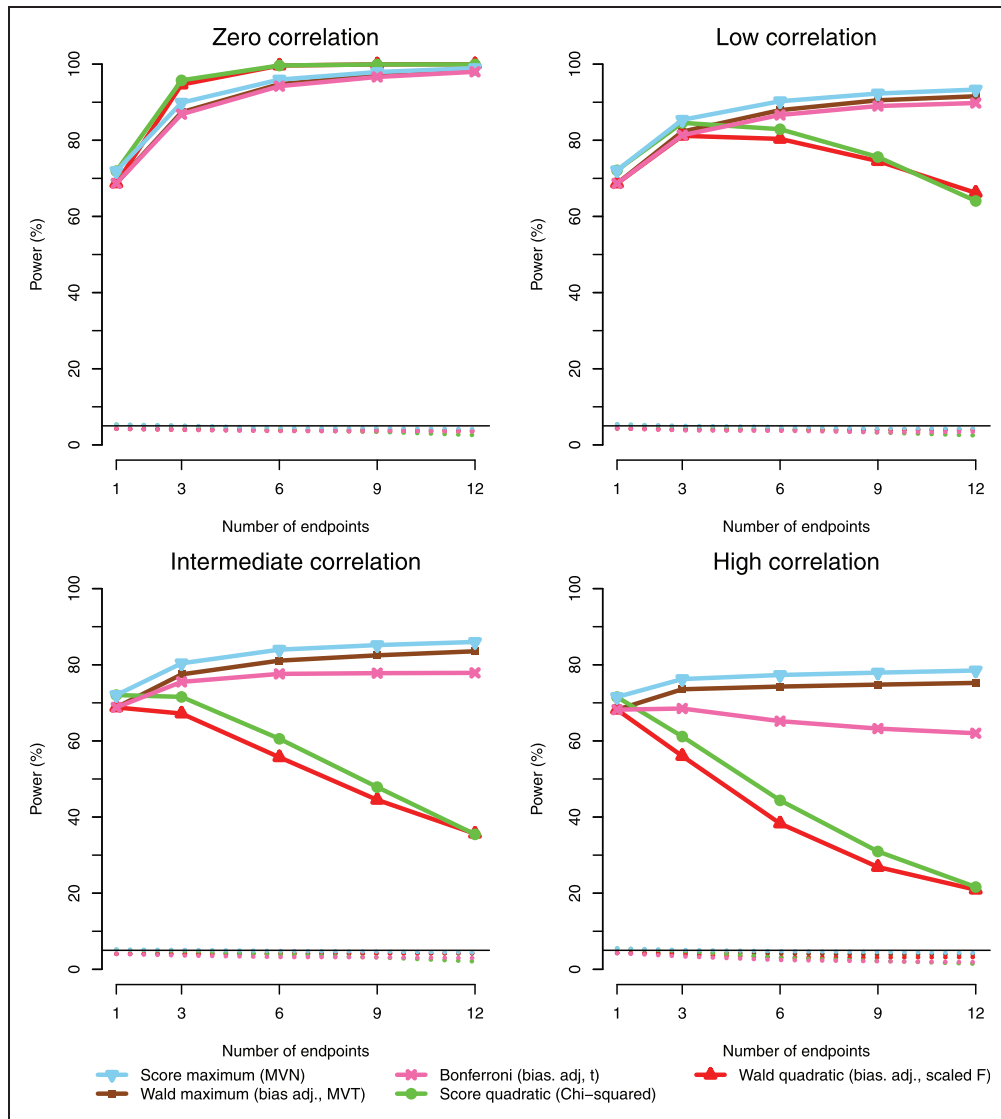 Zero correlation
Power (%)
0 20 40 60 80 100
1 3 6 9 12
Number of endpoints
Low correlation
Power (%)
0 20 40 60 80 100
1 3 6 9 12
Number of endpoints
Intermediate correlation
Power (%)
0 20 40 60 80 100
1 3 6 9 12
Number of endpoints
High correlation
Power (%)
0 20 40 60 80 100
1 3 6 9 12
Number of endpoints
Score maximum (MVN)
Wald maximum (bias adj., MVT)
Bonferroni (bias. adj, t)
Score quadratic (Chi−squared)
Wald quadratic (bias. adj., scaled F)